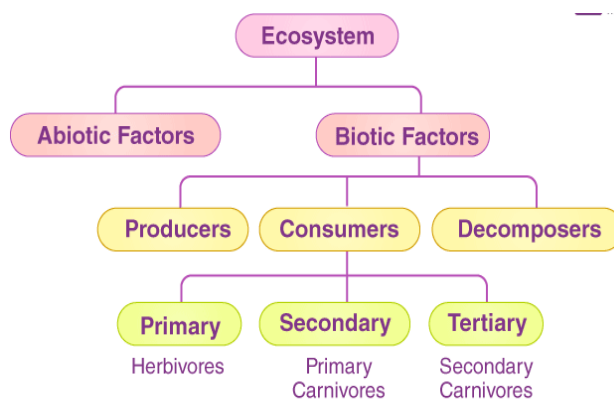 Ecosystem
Abiotic Factors Biotic Factors
Producers Consumers Decomposers
Primary Secondary Tertiary
Herbivores Primary Secondary
Carnivores Carnivores